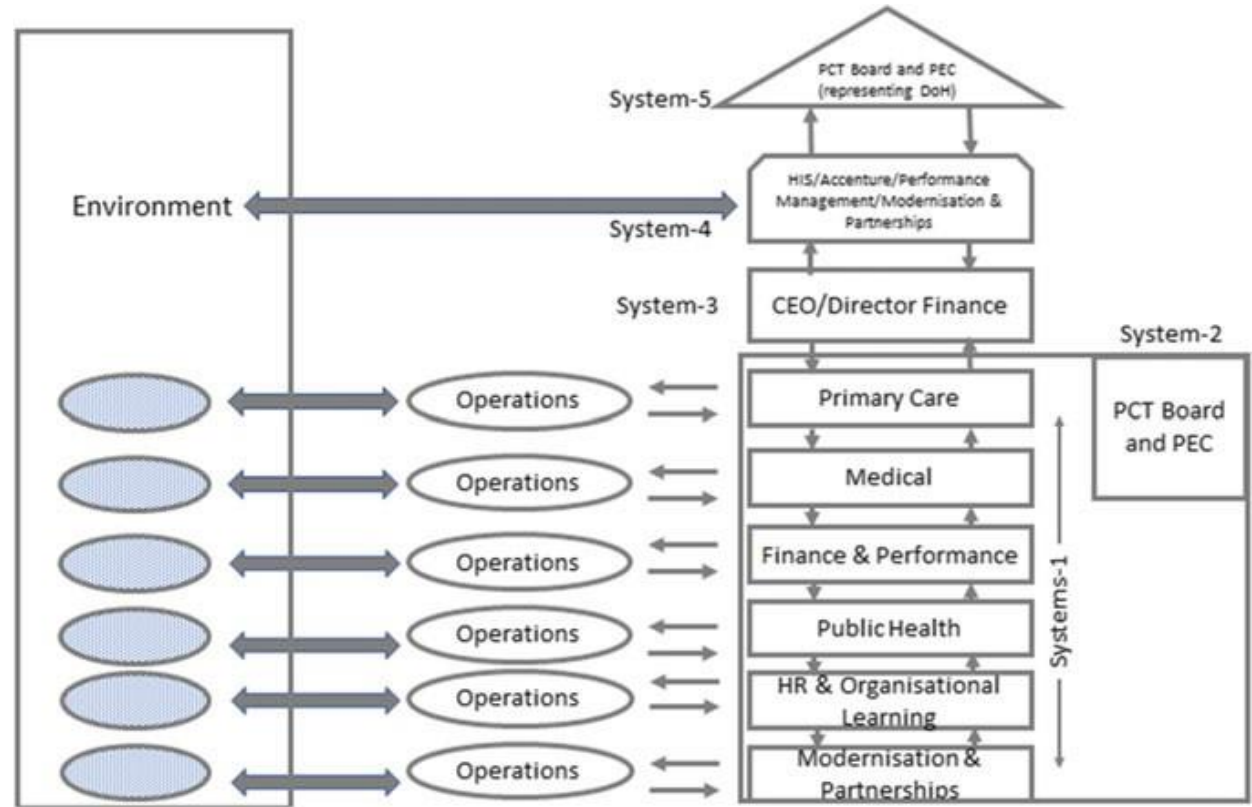 PCT Board and PEC
(representing DoH)
System-5
HIS/Accenture/Performance
Management/Modernisation &
Partnerships
Environment
System-4
System-3
CEO/Director Finance
System-2
PCT Board
and PEC
Operations
Primary Care
Operations
Medical
Operations
Finance & Performance
Operations
Public Health
Operations
HR & Organisational
Learning
Operations
Modernisation &
Partnerships
Systems-1